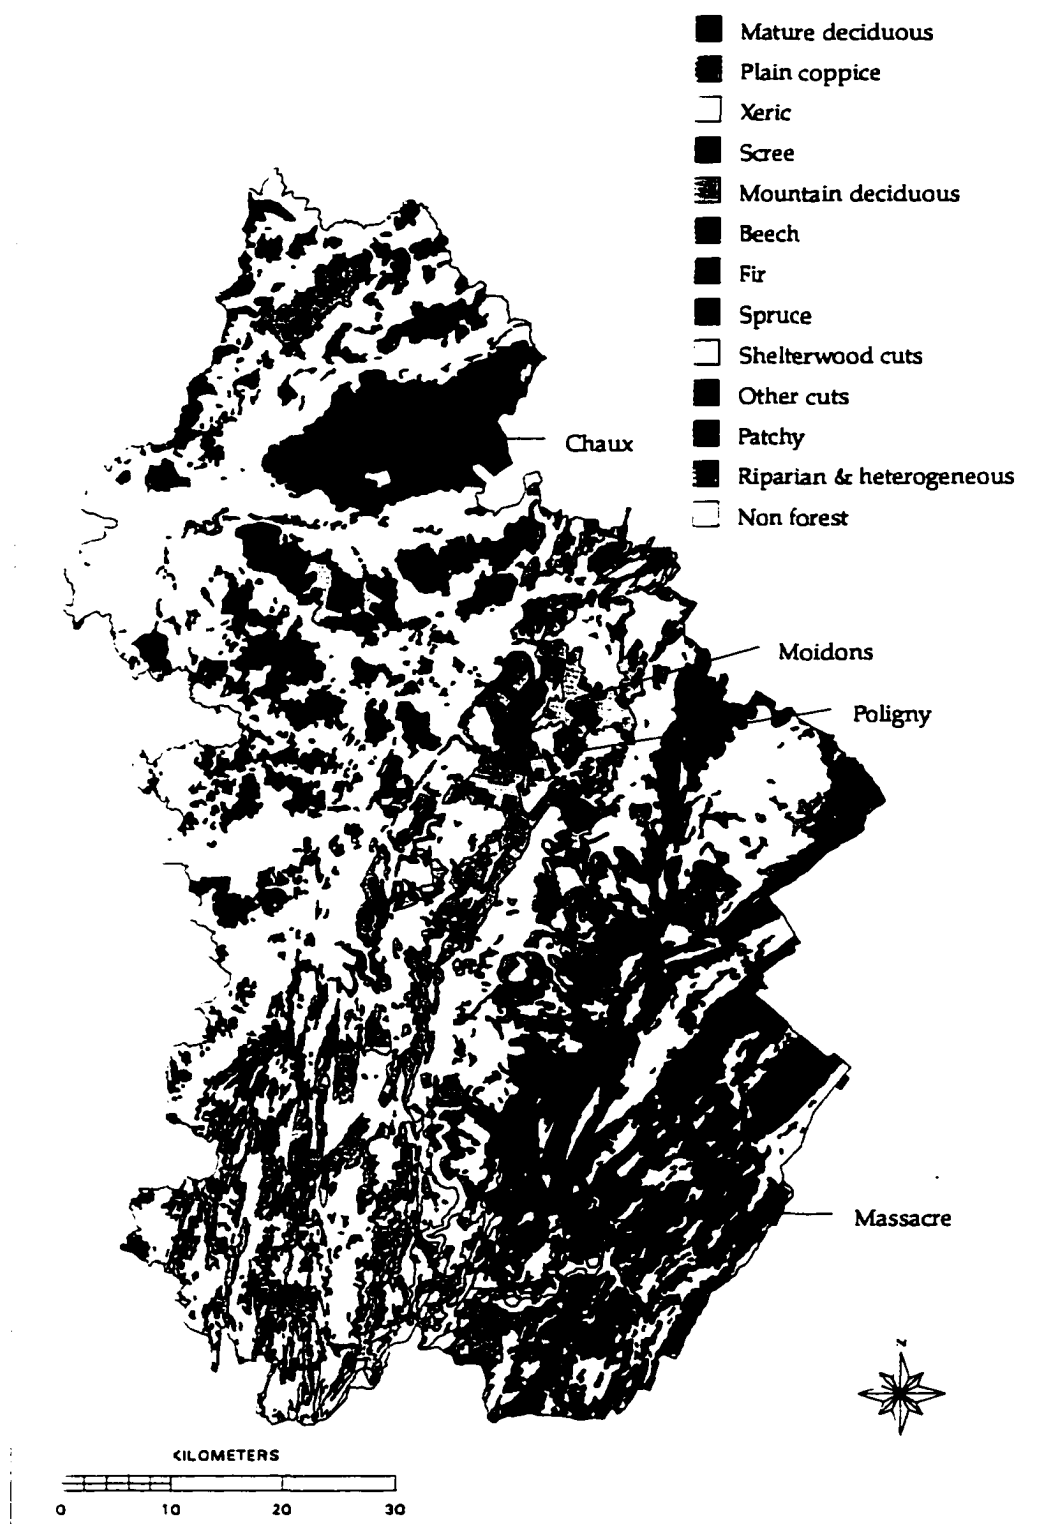 Mature deciduous
Plain coppice
Xeric
Scree
Mountain deciduous
Beech
Fir
Spruce
Shelterwood cuts
Other cuts
Patchy
Riparian & heterogeneous
Non forest
Chaux
Moidons
Poligny
Massacre
N
KILOMETERS
0 10 20 30